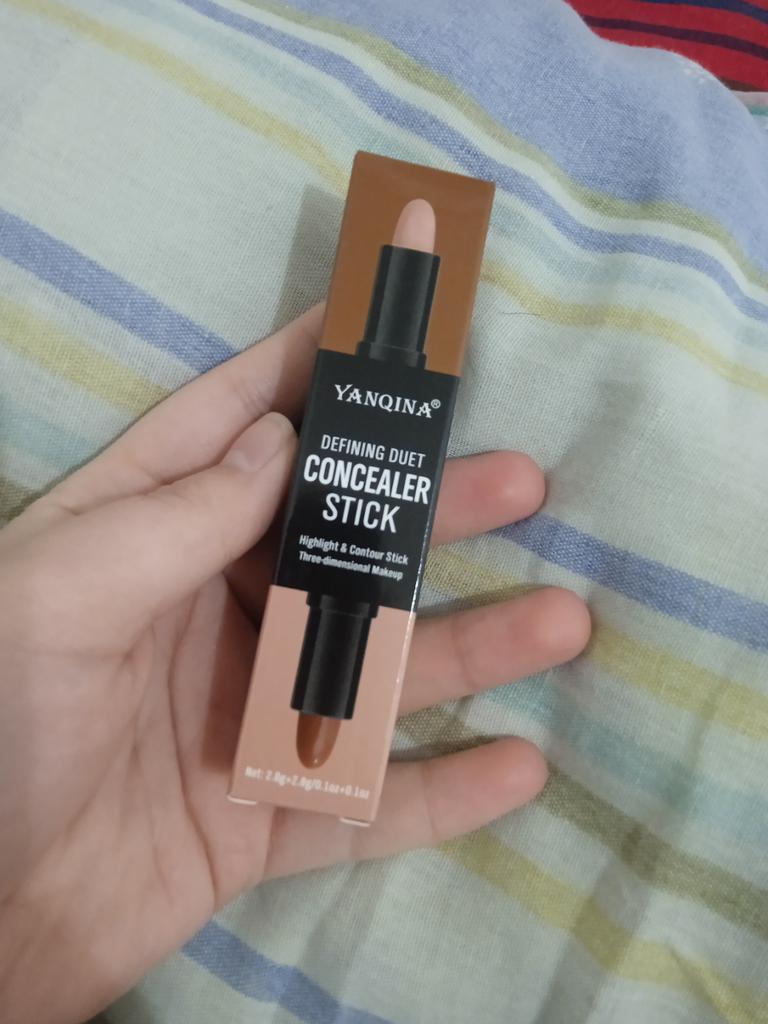 YANQINA®
DEFINING DUET
CONCEALER
STICK
Highlight & Contour Stick
Three-dimensional Makeup
Net: 2.8g+2.8g/0.1oz+0.1oz